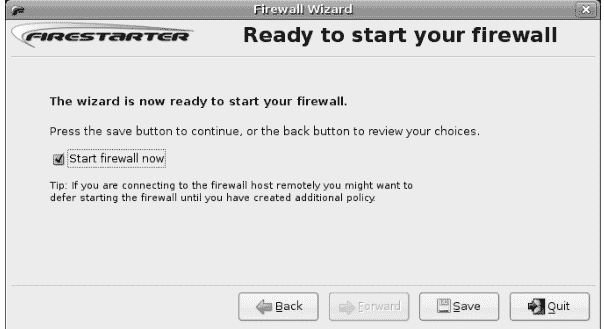 Firewall Wizard
FIRESTARTER
Ready to start your firewall
The wizard is now ready to start your firewall.
Press the save button to continue, or the back button to review your choices.
Start firewall now
Tip: If you are connecting to the firewall host remotely you might want to
defer starting the firewall until you have created additional policy.
Back
Forward
Save
Quit